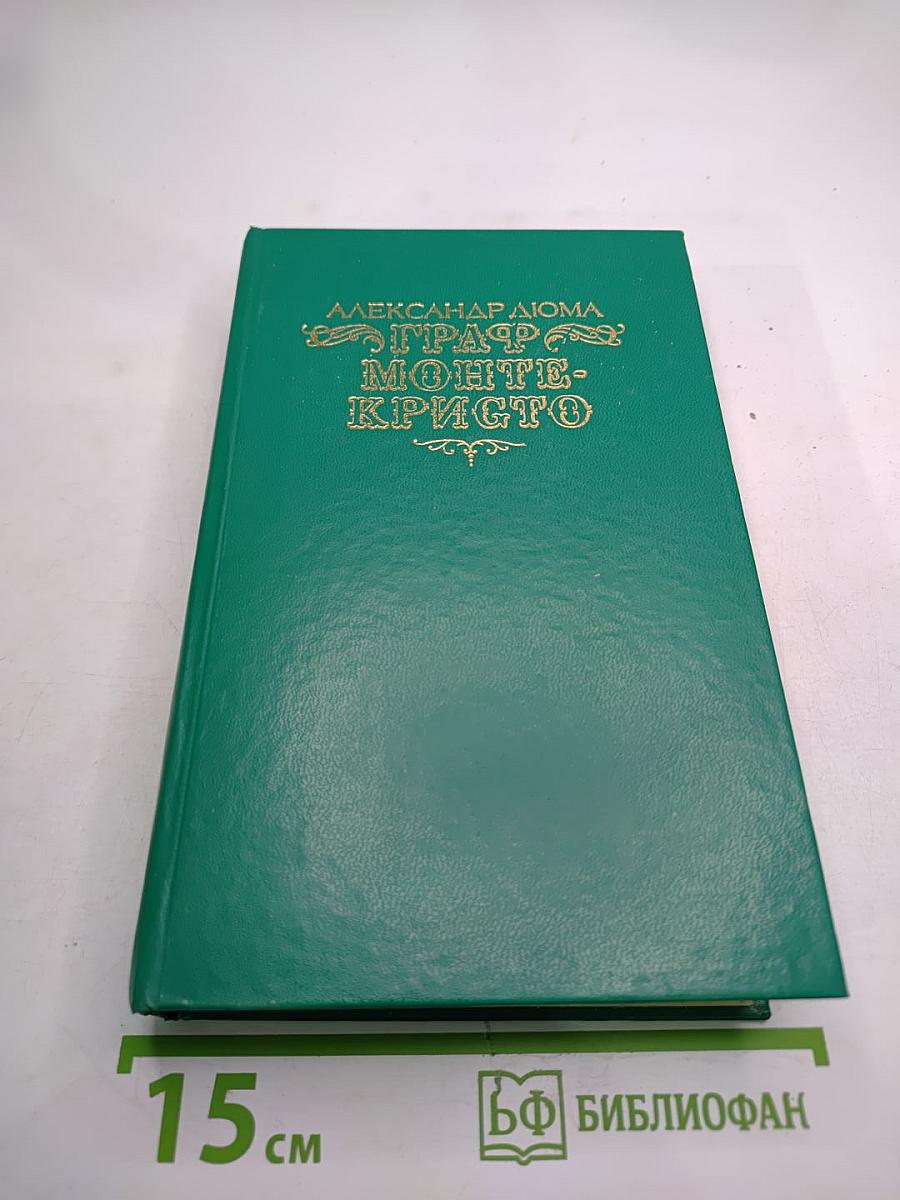 АЛЕКСАНДР ДЮМА
ГРАФ
МОНТЕ-
КРИСТО
15 см
БФ БИБЛИОФАН